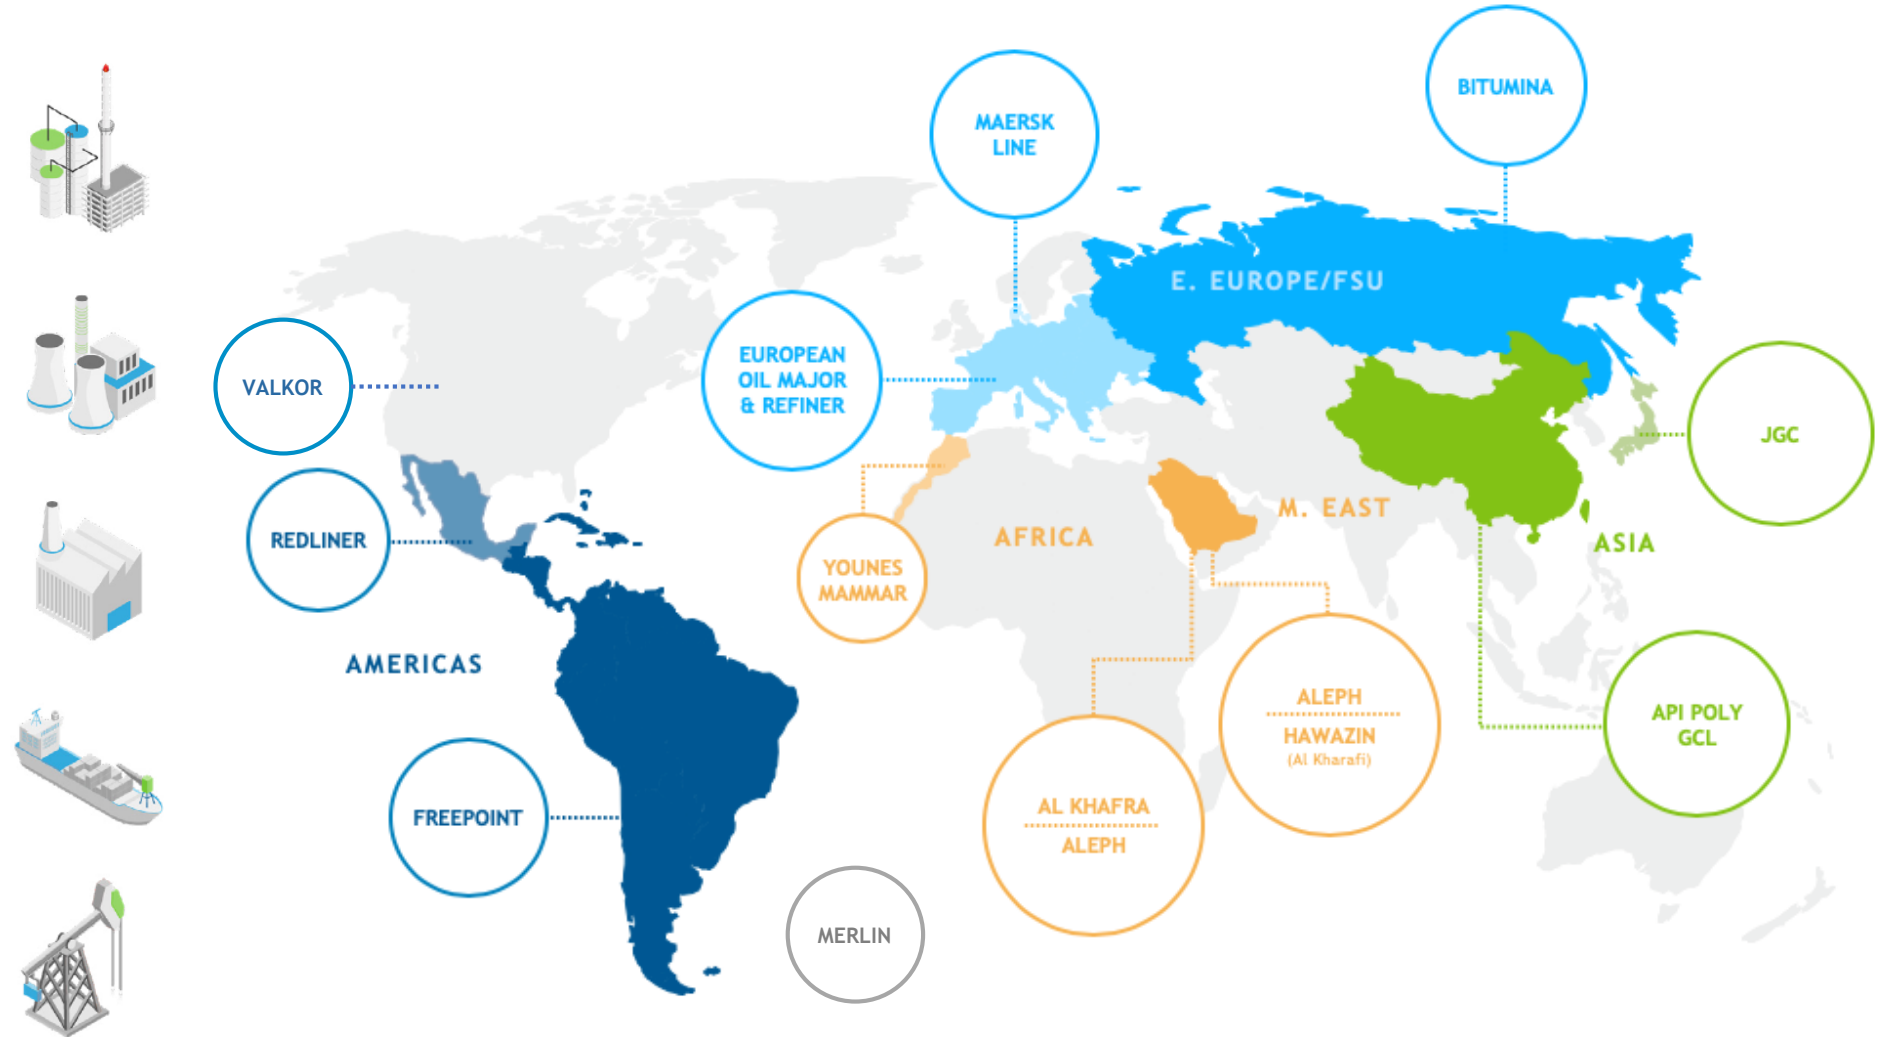 BITUMINA
MAERSK
LINE
E. EUROPE/FSU
EUROPEAN
OIL MAJOR
& REFINER
VALKOR
JGC
REDLINER
M. EAST
AFRICA
ASIA
YOUNES
MAMMAR
AMERICAS
ALEPH
HAWAZIN
(Al Kharafi)
API POLY
GCL
FREEPOINT
AL KHAFRA
ALEPH
MERLIN